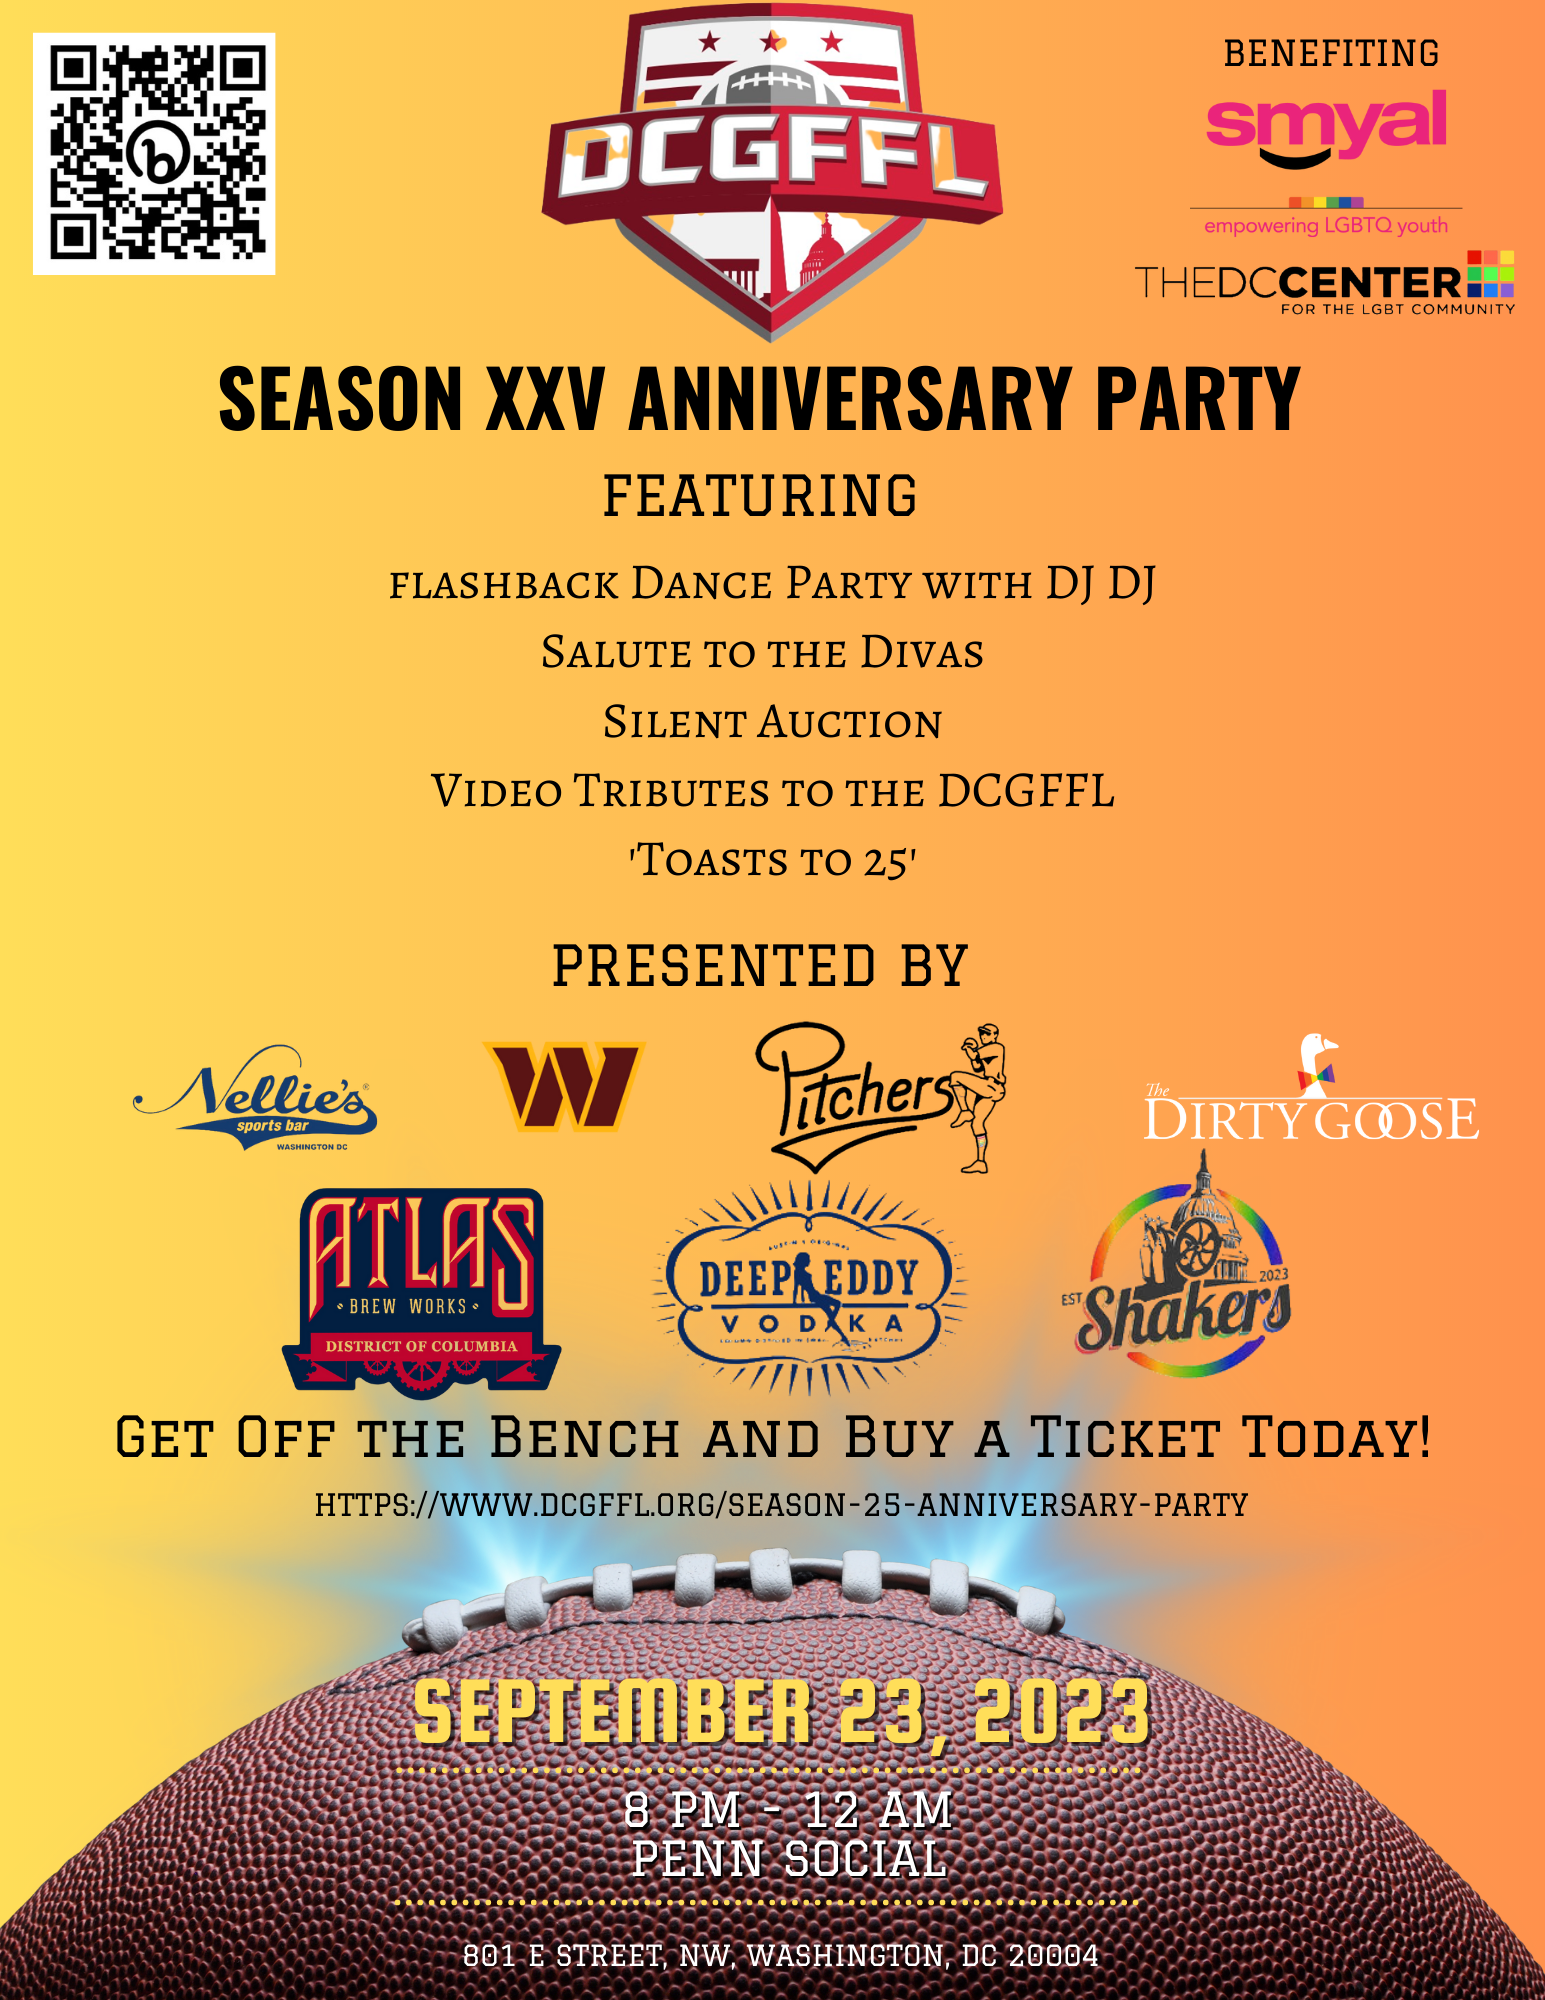 DCGFFL
BENEFITING
smyal
empowering LGBTQ youth
THEDCCENTER
FOR THE LGBT COMMUNITY
SEASON XXV ANNIVERSARY PARTY
FEATURING
FLASHBACK DANCE PARTY WITH DJ DJ
SALUTE TO THE DIVAS
SILENT AUCTION
VIDEO TRIBUTES TO THE DCGFFL
'TOASTS TO 25'
PRESENTED BY
Nellie's®
sports bar
WASHINGTON DC
W
Pitchers
The
DIRTY GOOSE
ATLAS
BREW WORKS
DISTRICT OF COLUMBIA
AUSTIN'S ORIGINAL
DEEP EDDY
VODKA
EST 2023
Shakers
GET OFF THE BENCH AND BUY A TICKET TODAY!
HTTPS://WWW.DCGFFL.ORG/SEASON-25-ANNIVERSARY-PARTY
SEPTEMBER 23, 2023
8 PM - 12 AM
PENN SOCIAL
801 E STREET, NW, WASHINGTON, DC 20004